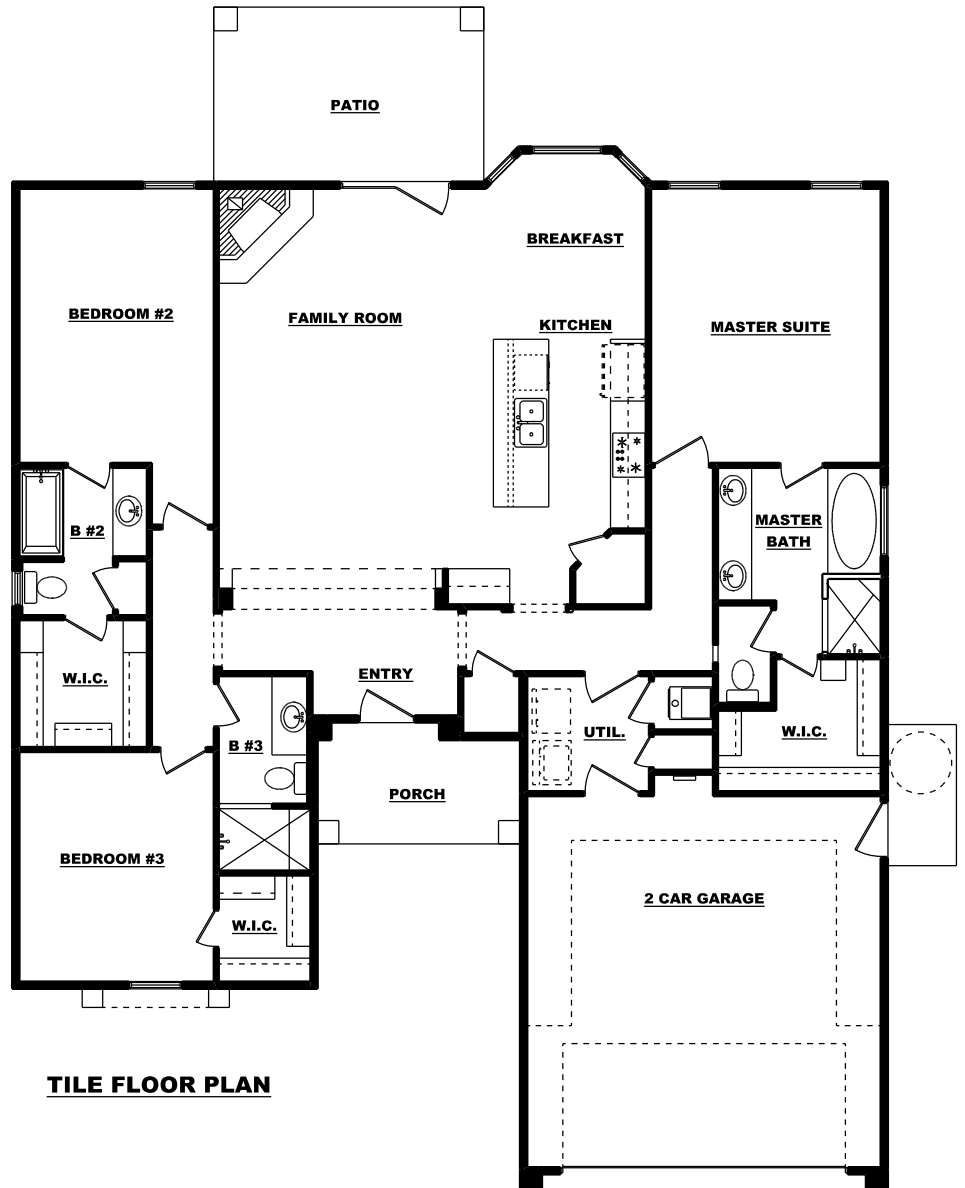 PATIO
BREAKFAST
BEDROOM #2
FAMILY ROOM
KITCHEN
MASTER SUITE
B #2
MASTER
BATH
W.I.C.
ENTRY
UTIL.
W.I.C.
B #3
PORCH
BEDROOM #3
2 CAR GARAGE
W.I.C.
TILE FLOOR PLAN